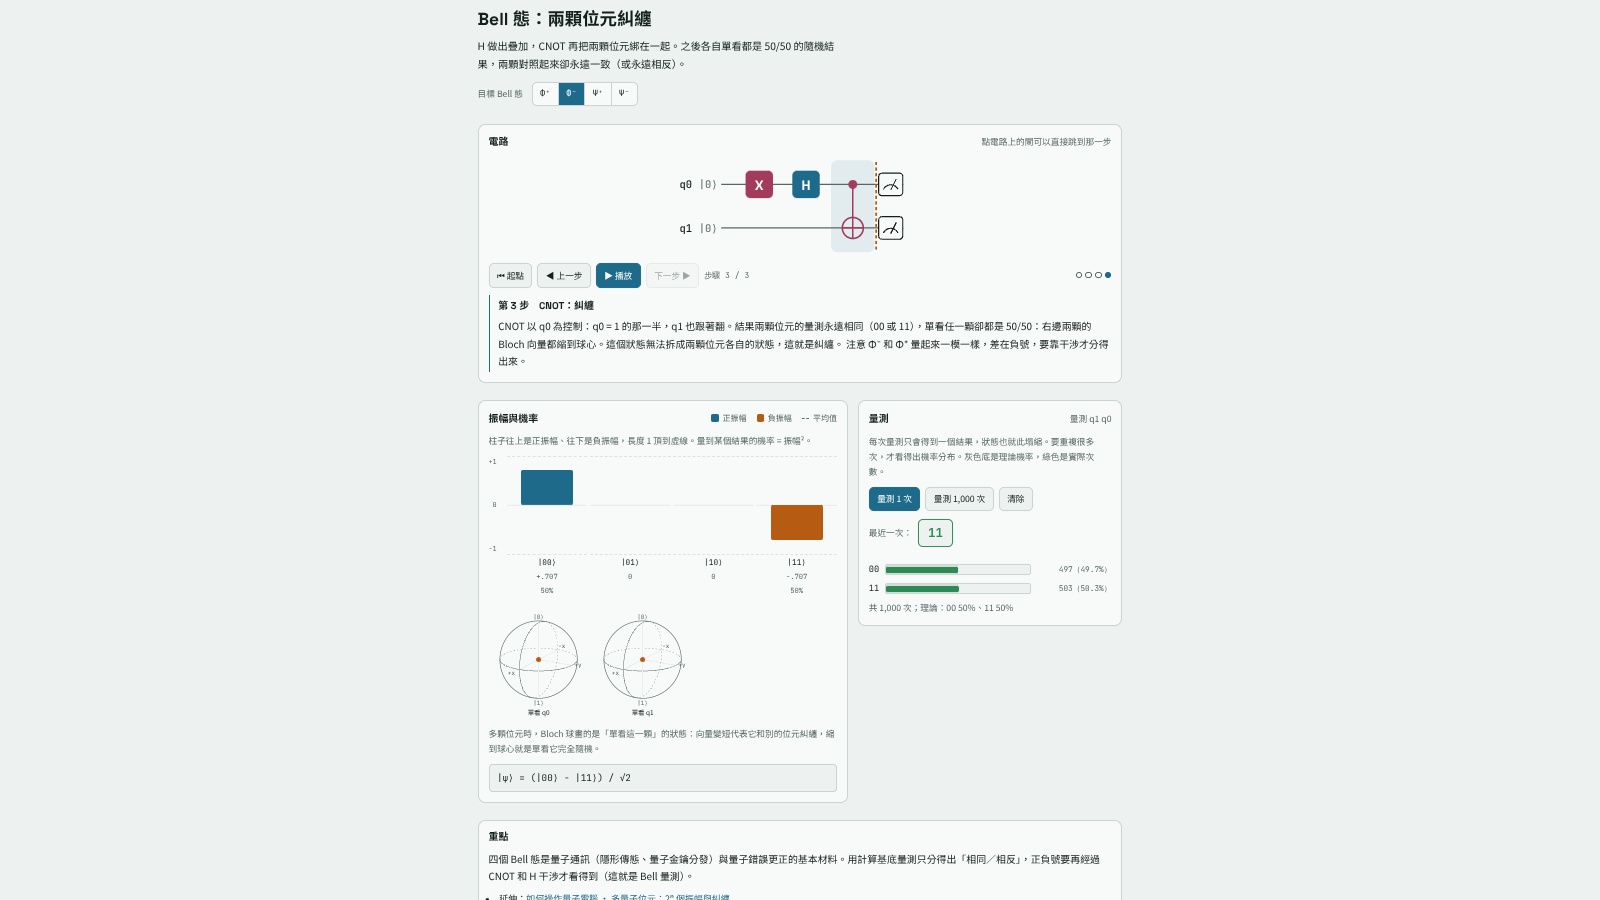 Bell 態：兩顆位元糾纏
H 做出疊加，CNOT 再把兩顆位元綁在一起。之後各自單看都是 50/50 的隨機結
果，兩顆對照起來卻永遠一致（或永遠相反）。
目標 Bell 態 Φ⁺ Φ⁻ Ψ⁺ Ψ⁻
電路 點電路上的閘可以直接跳到那一步
q0 |0⟩ X H
q1 |0⟩
⏮ 起點 ◀ 上一步 ▶ 播放 下一步 ▶ 步驟 3 / 3
第 3 步 CNOT：糾纏
CNOT 以 q0 為控制：q0 = 1 的那一半，q1 也跟著翻。結果兩顆位元的量測永遠相同（00 或 11），單看任一顆卻都是 50/50：右邊兩顆的
Bloch 向量都縮到球心。這個狀態無法拆成兩顆位元各自的狀態，這就是糾纏。 注意 Φ⁻ 和 Φ⁺ 量起來一模一樣，差在負號，要靠干涉才分得
出來。
振幅與機率 正振幅 負振幅 平均值
柱子往上是正振幅、往下是負振幅，長度 1 頂到虛線。量到某個結果的機率 = 振幅²。
+1
0
-1
|00⟩ |01⟩ |10⟩ |11⟩
+.707 0 0 -.707
50% 50%
|0⟩ |0⟩
-x -x
+y +y
+x +x
|1⟩ |1⟩
單看 q0 單看 q1
多顆位元時，Bloch 球畫的是「單看這一顆」的狀態：向量變短代表它和別的位元糾纏，縮
到球心就是單看它完全隨機。
|ψ⟩ = (|00⟩ - |11⟩) / √2
量測 量測 q1 q0
每次量測只會得到一個結果，狀態也就此塌縮。要重複很多
次，才看得出機率分布。灰色底是理論機率，綠色是實際次
數。
量測 1 次 量測 1,000 次 清除
最近一次： 11
00 497 (49.7%)
11 503 (50.3%)
共 1,000 次；理論：00 50%、11 50%
重點
四個 Bell 態是量子通訊（隱形傳態、量子金鑰分發）與量子錯誤更正的基本材料。用計算基底量測只分得出「相同／相反」，正負號要再經過
CNOT 和 H 干涉才看得到（這就是 Bell 量測）。
延伸：如何操作量子電腦 · 多量子位元：2ⁿ 個振幅與糾纏